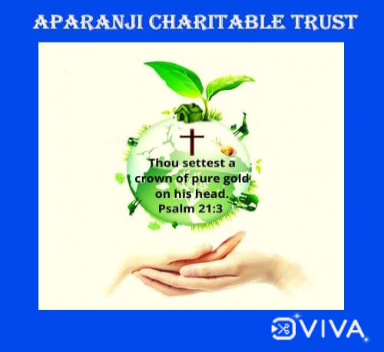 APARANJI CHARITABLE TRUST
Thou settest a
crown of pure gold
on his head.
Psalm 21:3
VIVA